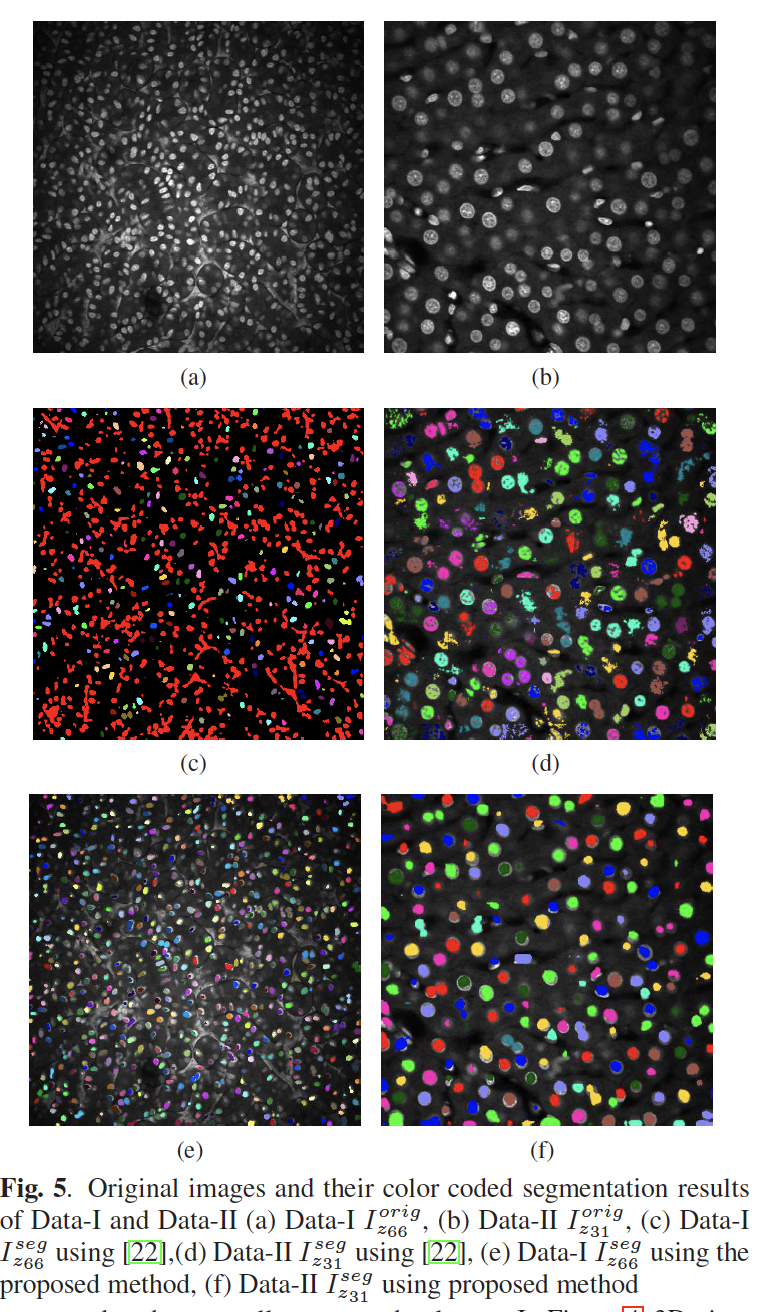 (a)
(b)
(c)
(d)
(e)
(f)
Fig. 5. Original images and their color coded segmentation results
of Data-I and Data-II (a) Data-I I_{z66}^{orig}, (b) Data-II I_{z31}^{orig}, (c) Data-I
I_{z66}^{seg} using [22],(d) Data-II I_{z31}^{seg} using [22], (e) Data-I I_{z66}^{seg} using the
proposed method, (f) Data-II I_{z31}^{seg} using proposed method